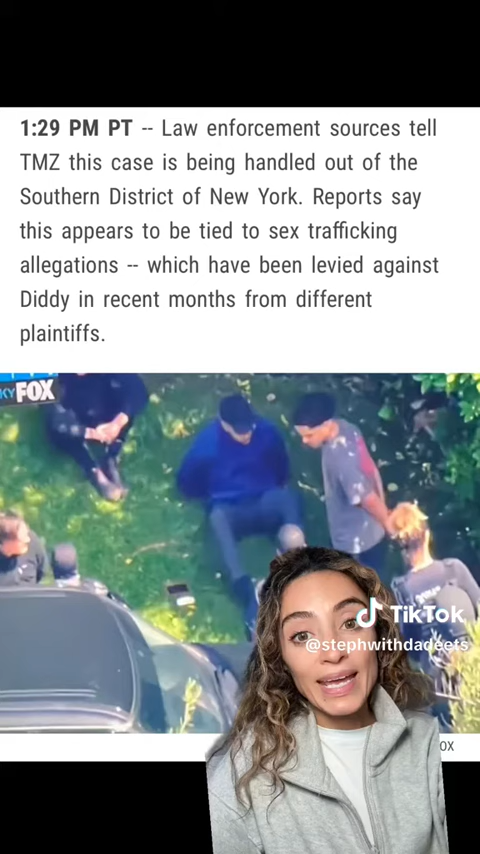 1:29 PM PT -- Law enforcement sources tell
TMZ this case is being handled out of the
Southern District of New York. Reports say
this appears to be tied to sex trafficking
allegations -- which have been levied against
Diddy in recent months from different
plaintiffs.
KY FOX
TikTok
@stephwithdadeets
OX